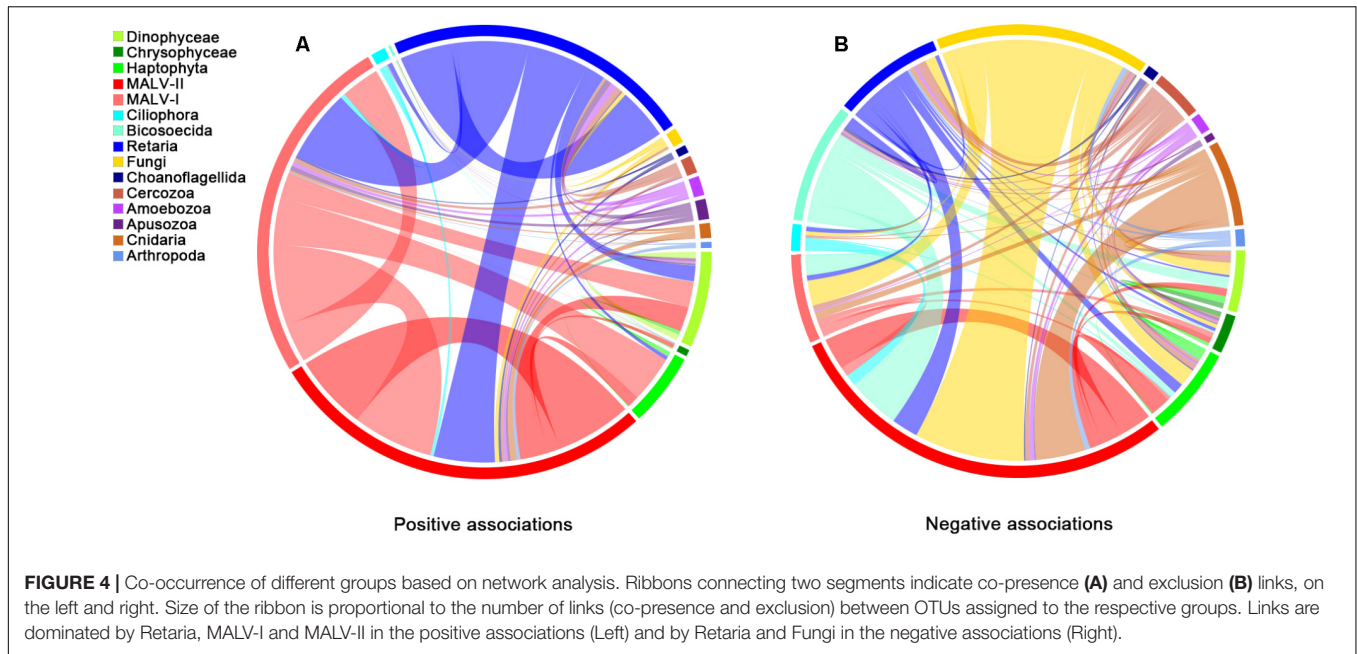 Dinophyceae
Chrysophyceae
Haptophyta
MALV-II
MALV-I
Ciliophora
Bicosoecida
Retaria
Fungi
Choanoflagellida
Cercozoa
Amoebozoa
Apusozoa
Cnidaria
Arthropoda
A
B
Positive associations
Negative associations
FIGURE 4 | Co-occurrence of different groups based on network analysis. Ribbons connecting two segments indicate co-presence (A) and exclusion (B) links, on
the left and right. Size of the ribbon is proportional to the number of links (co-presence and exclusion) between OTUs assigned to the respective groups. Links are
dominated by Retaria, MALV-I and MALV-II in the positive associations (Left) and by Retaria and Fungi in the negative associations (Right).